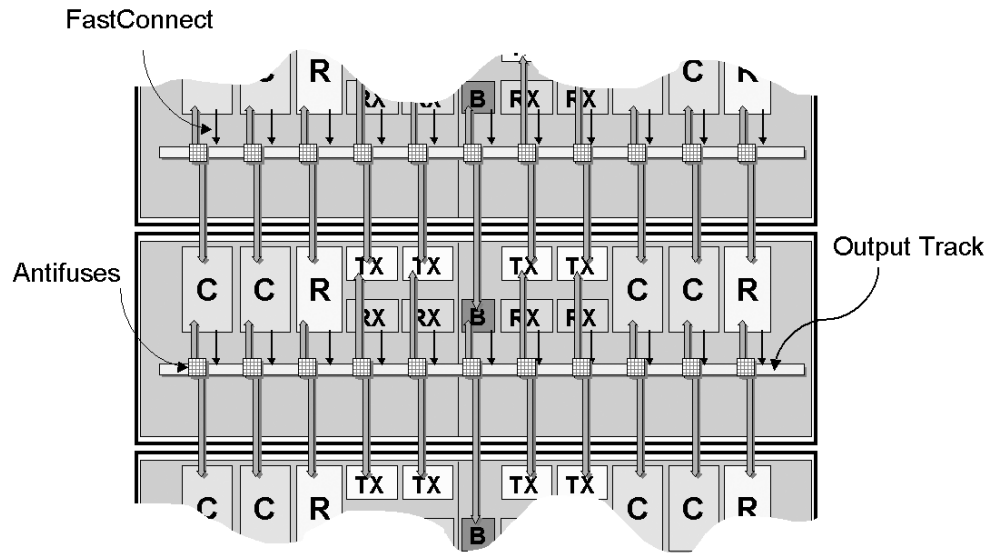 FastConnect
C R RX RX B RX RX C R
Antifuses
Output Track
TX TX TX TX
C C R C C R
RX RX B RX RX
TX TX TX TX
C C R C C R
B